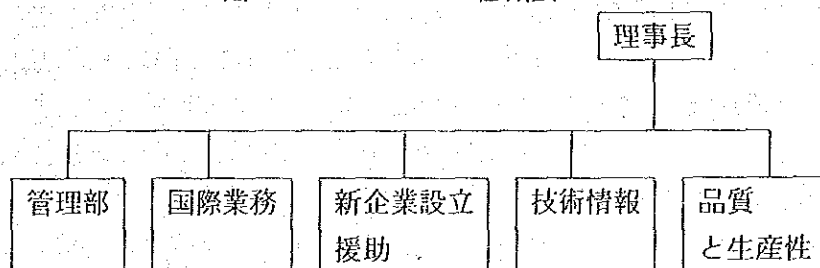 理事長
管理部
国際業務
新企業設立
援助
技術情報
品質
と生産性